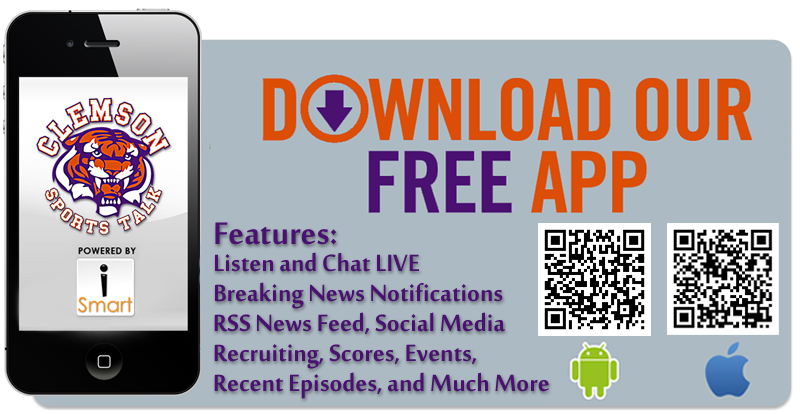 CLEMSON
SPORTS TALK
POWERED BY
i
Smart
DOWNLOAD OUR
FREE APP
Features:
Listen and Chat LIVE
Breaking News Notifications
RSS News Feed, Social Media
Recruiting, Scores, Events,
Recent Episodes, and Much More